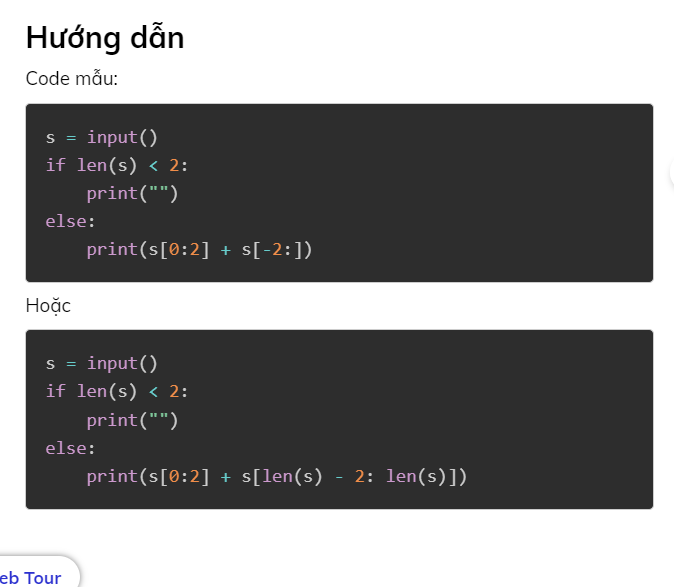 Hướng dẫn
Code mẫu:
s = input()
if len(s) < 2:
    print("")
else:
    print(s[0:2] + s[-2:])
Hoặc
s = input()
if len(s) < 2:
    print("")
else:
    print(s[0:2] + s[len(s) - 2: len(s)])
eb Tour